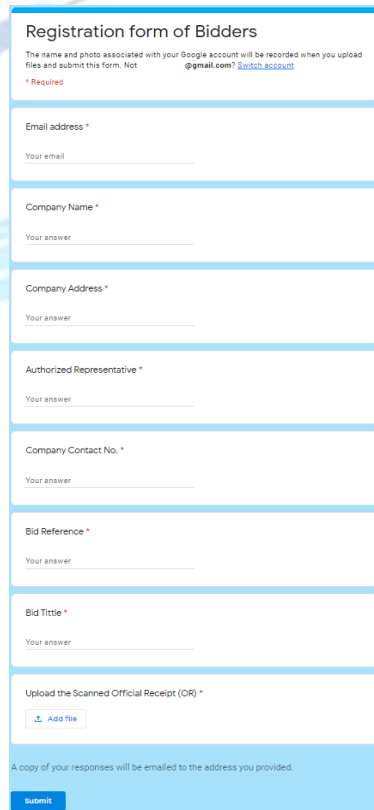 Registration form of Bidders
The name and photo associated with your Google account will be recorded when you upload
files and submit this form. Not @gmail.com? Switch account
* Required
Email address *
Your email
Company Name *
Your answer
Company Address *
Your answer
Authorized Representative *
Your answer
Company Contact No. *
Your answer
Bid Reference *
Your answer
Bid Tittle *
Your answer
Upload the Scanned Official Receipt (OR) *
Add file
A copy of your responses will be emailed to the address you provided.
Submit